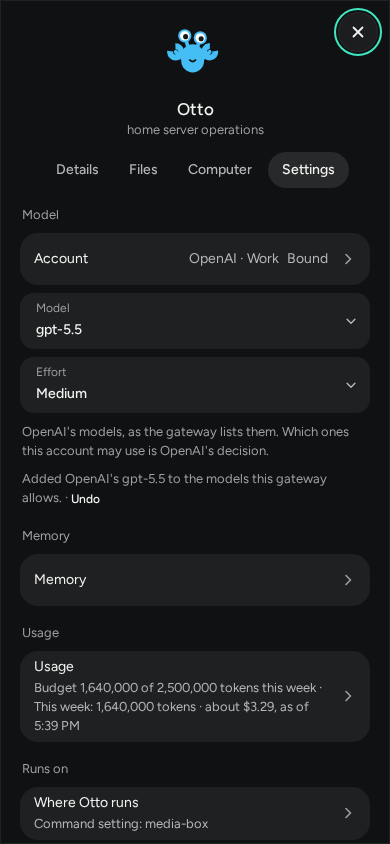 Otto
home server operations
Details Files Computer Settings
Model
Account OpenAI · Work Bound
Model
gpt-5.5
Effort
Medium
OpenAI's models, as the gateway lists them. Which ones
this account may use is OpenAI's decision.
Added OpenAI's gpt-5.5 to the models this gateway
allows. · Undo
Memory
Memory
Usage
Usage
Budget 1,640,000 of 2,500,000 tokens this week ·
This week: 1,640,000 tokens · about $3.29, as of
5:39 PM
Runs on
Where Otto runs
Command setting: media-box